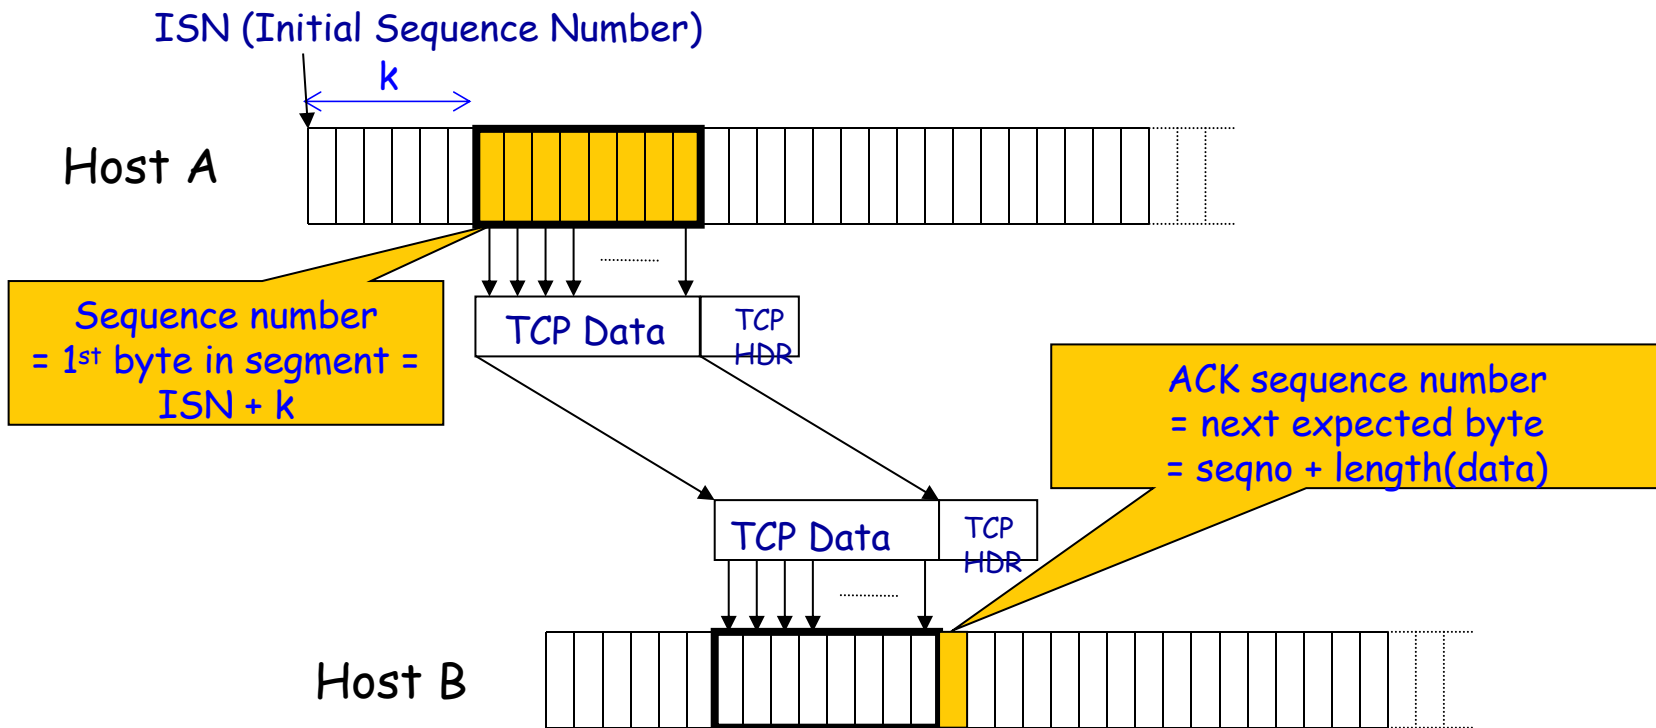 ISN (Initial Sequence Number)
k
Host A
Sequence number
= 1st byte in segment =
ISN + k
TCP Data
TCP
HDR
ACK sequence number
= next expected byte
= seqno + length(data)
TCP Data
TCP
HDR
Host B